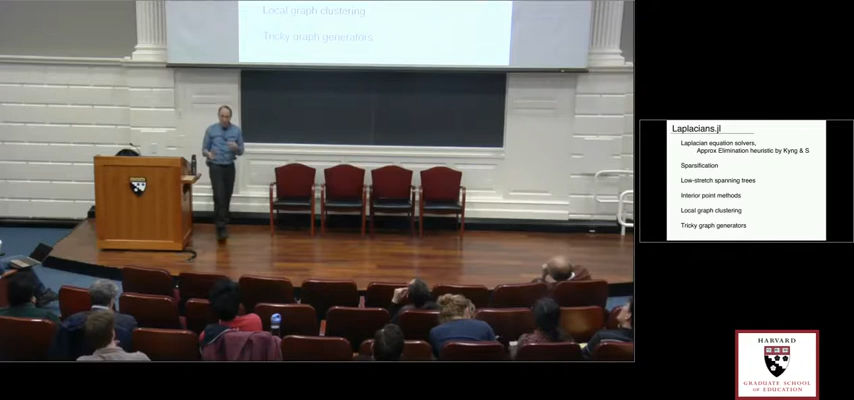 Local graph clustering
Tricky graph generators
Laplacians.jl
Laplacian equation solvers,
Approx Elimination heuristic by Kyng & S
Sparsification
Low-stretch spanning trees
Interior point methods
Local graph clustering
Tricky graph generators
HARVARD
GRADUATE SCHOOL
OF EDUCATION